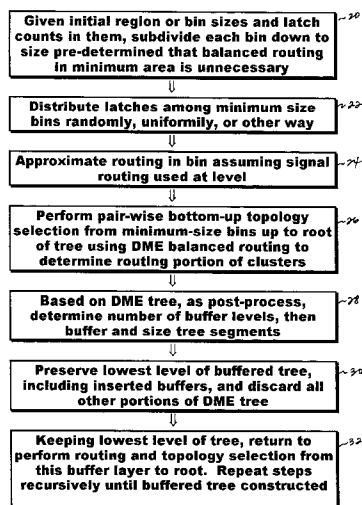 Given initial region or bin sizes and latch
counts in them, subdivide each bin down to
size pre-determined that balanced routing
in minimum area is unnecessary
20
Distribute latches among minimum size
bins randomly, uniformily, or other way
22
Approximate routing in bin assuming signal
routing used at level
24
Perform pair-wise bottom-up topology
selection from minimum-size bins up to root
of tree using DME balanced routing to
determine routing portion of clusters
26
Based on DME tree, as post-process,
determine number of buffer levels, then
buffer and size tree segments
28
Preserve lowest level of buffered tree,
including inserted buffers, and discard all
other portions of DME tree
30
Keeping lowest level of tree, return to
perform routing and topology selection from
this buffer layer to root. Repeat steps
recursively until buffered tree constructed
32